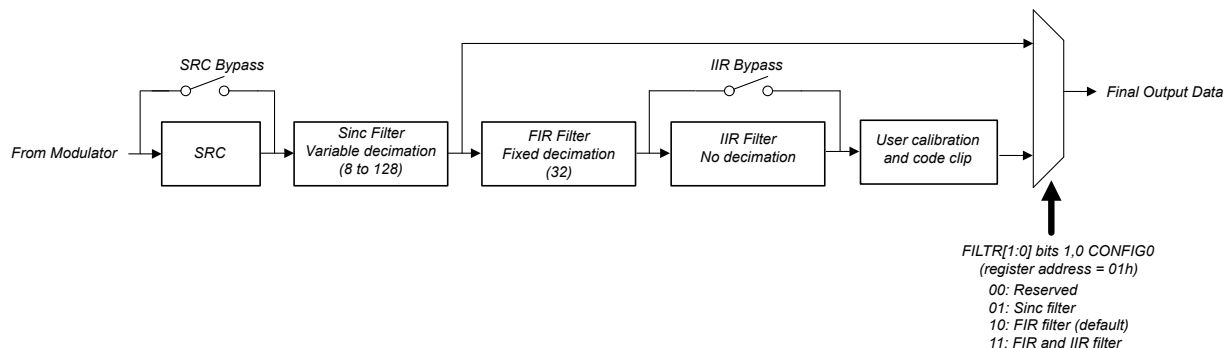 SRC Bypass
IIR Bypass
Final Output Data
From Modulator
SRC
Sinc Filter
Variable decimation
(8 to 128)
FIR Filter
Fixed decimation
(32)
IIR Filter
No decimation
User calibration
and code clip
FILTR[1:0] bits 1,0 CONFIG0
(register address = 01h)
00: Reserved
01: Sinc filter
10: FIR filter (default)
11: FIR and IIR filter